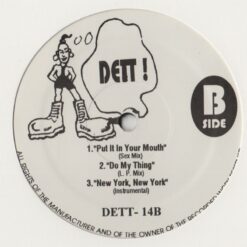 DETT !
B
SIDE
1. "Put It In Your Mouth"
(Sex Mix)
2. "Do My Thing"
(L. P. Mix)
3. "New York, New York"
(Instrumental)
DETT- 14B
ALL RIGHTS OF THE MANUFACTURER AND OF THE OWNER OF THE RECORDED WORK